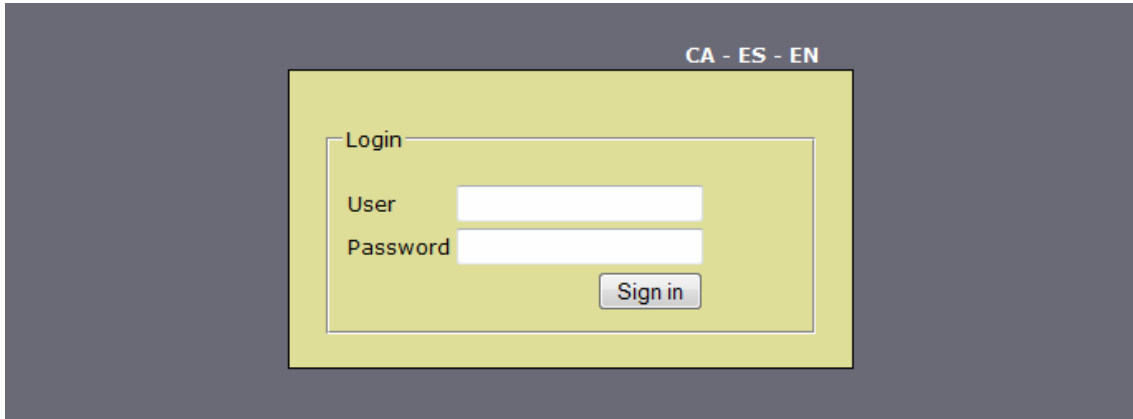 CA - ES - EN
Login
User
Password
Sign in